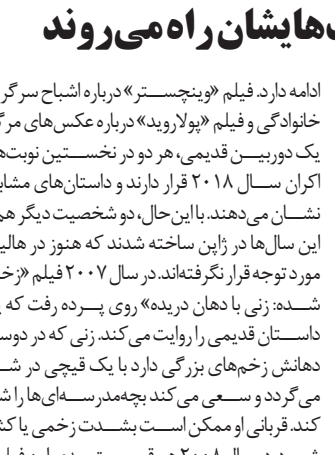 هایشان راه می‌روند
ادامه دارد. فیلم «وینچستر» درباره اشباح سرگر
خانوادگی و فیلم «پولاروید» درباره عکس‌های مرگ
یک دوربین قدیمی، هر دو در نخستین نوبت‌ه
اکران سال ۲۰۱۸ قرار دارند و داستان‌های مشاب
نشان می‌دهند. با این‌حال، دو شخصیت دیگر هم
این سال‌ها در ژاپن ساخته شدند که هنوز در هالی
مورد توجه قرار نگرفته‌اند. در سال ۲۰۰۷ فیلم «زخ
شده: زنی با دهان دریده» روی پرده رفت که ی
داستان قدیمی را روایت می‌کند. زنی که در دوس
دهانش زخم‌های بزرگی دارد با یک قیچی در ش
می‌گردد و سعی می‌کند بچه‌مدرسه‌ای‌ها را ش
کند. قربانی او ممکن است بشدت زخمی یا کش